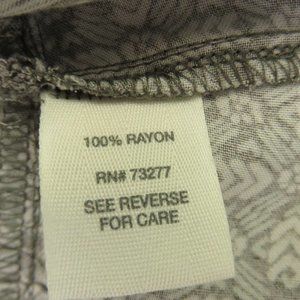 100% RAYON
RN# 73277
SEE REVERSE
FOR CARE